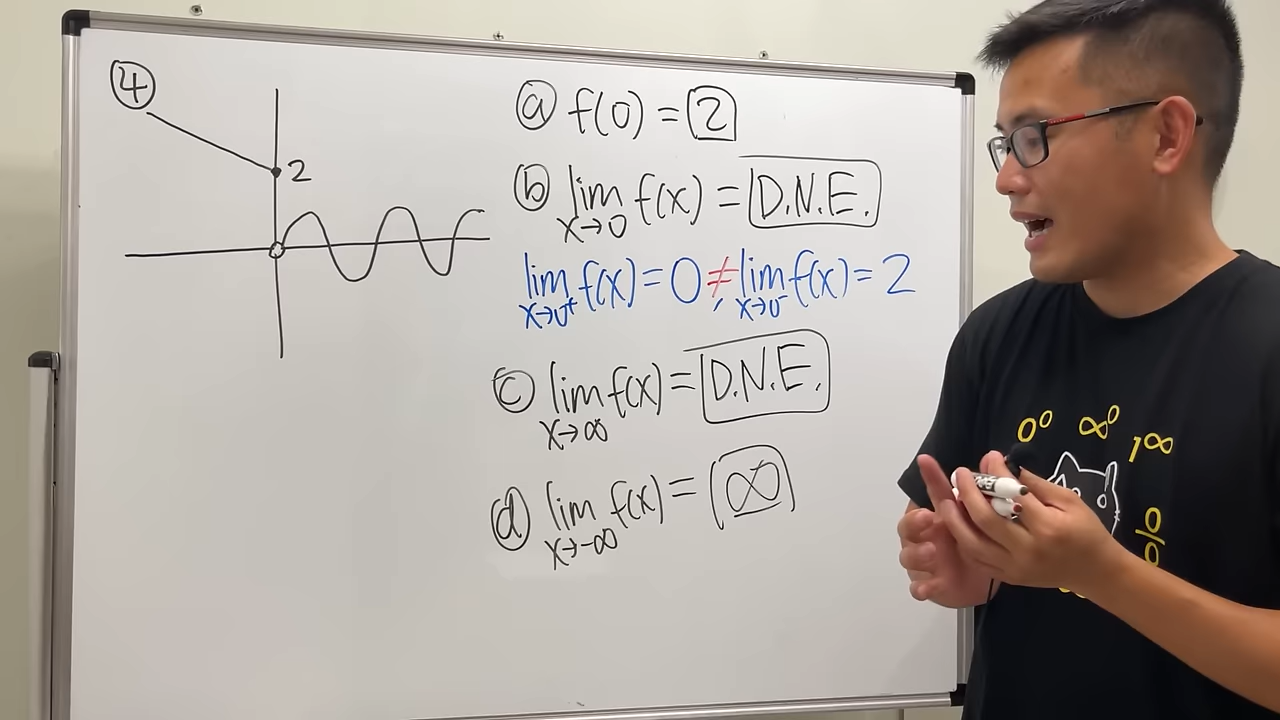 ④
2
ⓐ f(0) = 2
ⓑ lim x→0 f(x) = D.N.E.
lim x→0⁺ f(x) = 0 ≠, lim x→0⁻ f(x) = 2
ⓒ lim x→∞ f(x) = D.N.E.
ⓓ lim x→-∞ f(x) = ∞
0⁰ ∞⁰ 1^∞